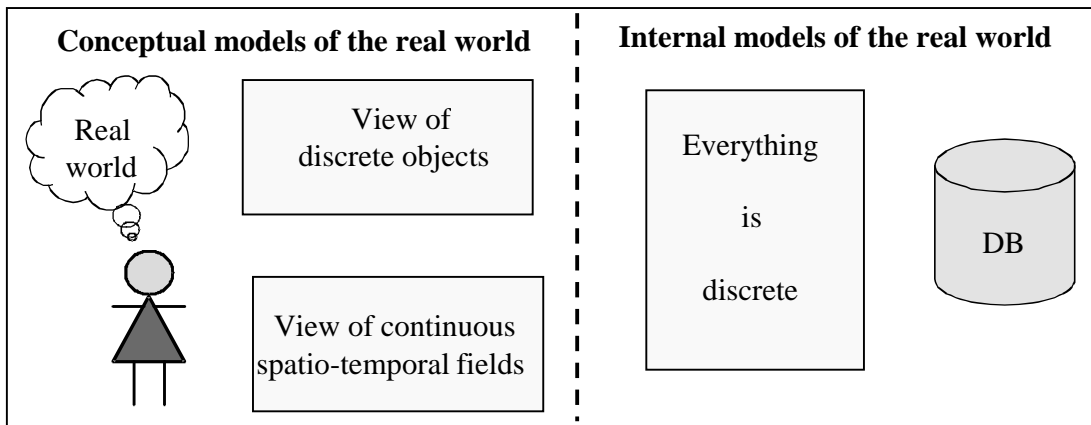 Conceptual models of the real world
Real
world
View of
discrete objects
View of continuous
spatio-temporal fields
Internal models of the real world
Everything
is
discrete
DB